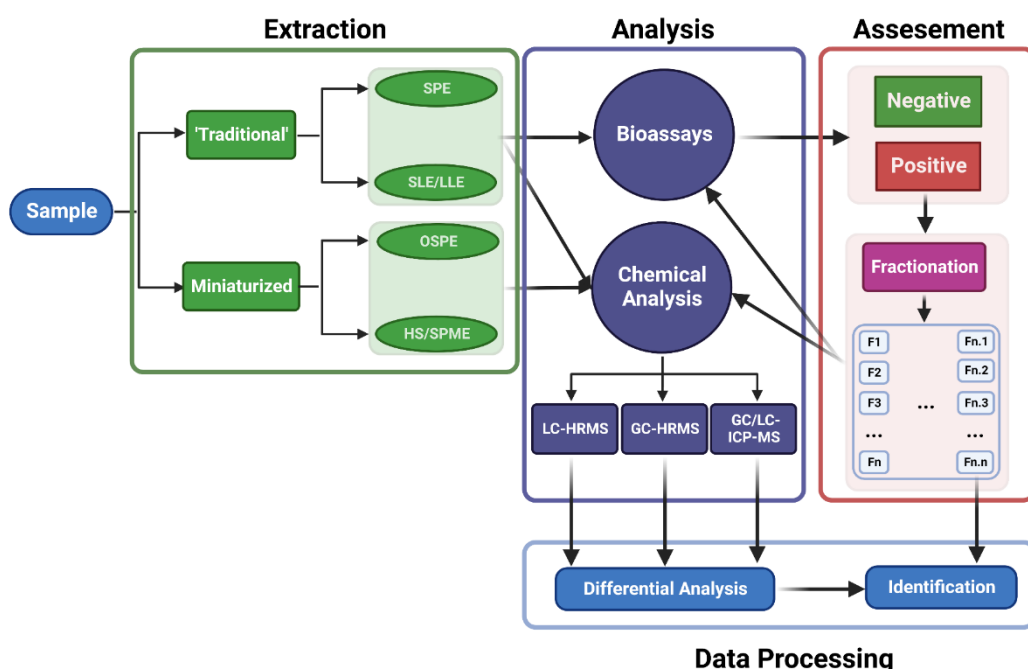 Extraction
Analysis
Assesement
Sample
'Traditional'
Miniaturized
SPE
SLE/LLE
OSPE
HS/SPME
Bioassays
Chemical
Analysis
LC-HRMS
GC-HRMS
GC/LC-
ICP-MS
Negative
Positive
Fractionation
F1
F2
F3
...
Fn
...
Fn.1
Fn.2
Fn.3
...
Fn.n
Differential Analysis
Identification
Data Processing